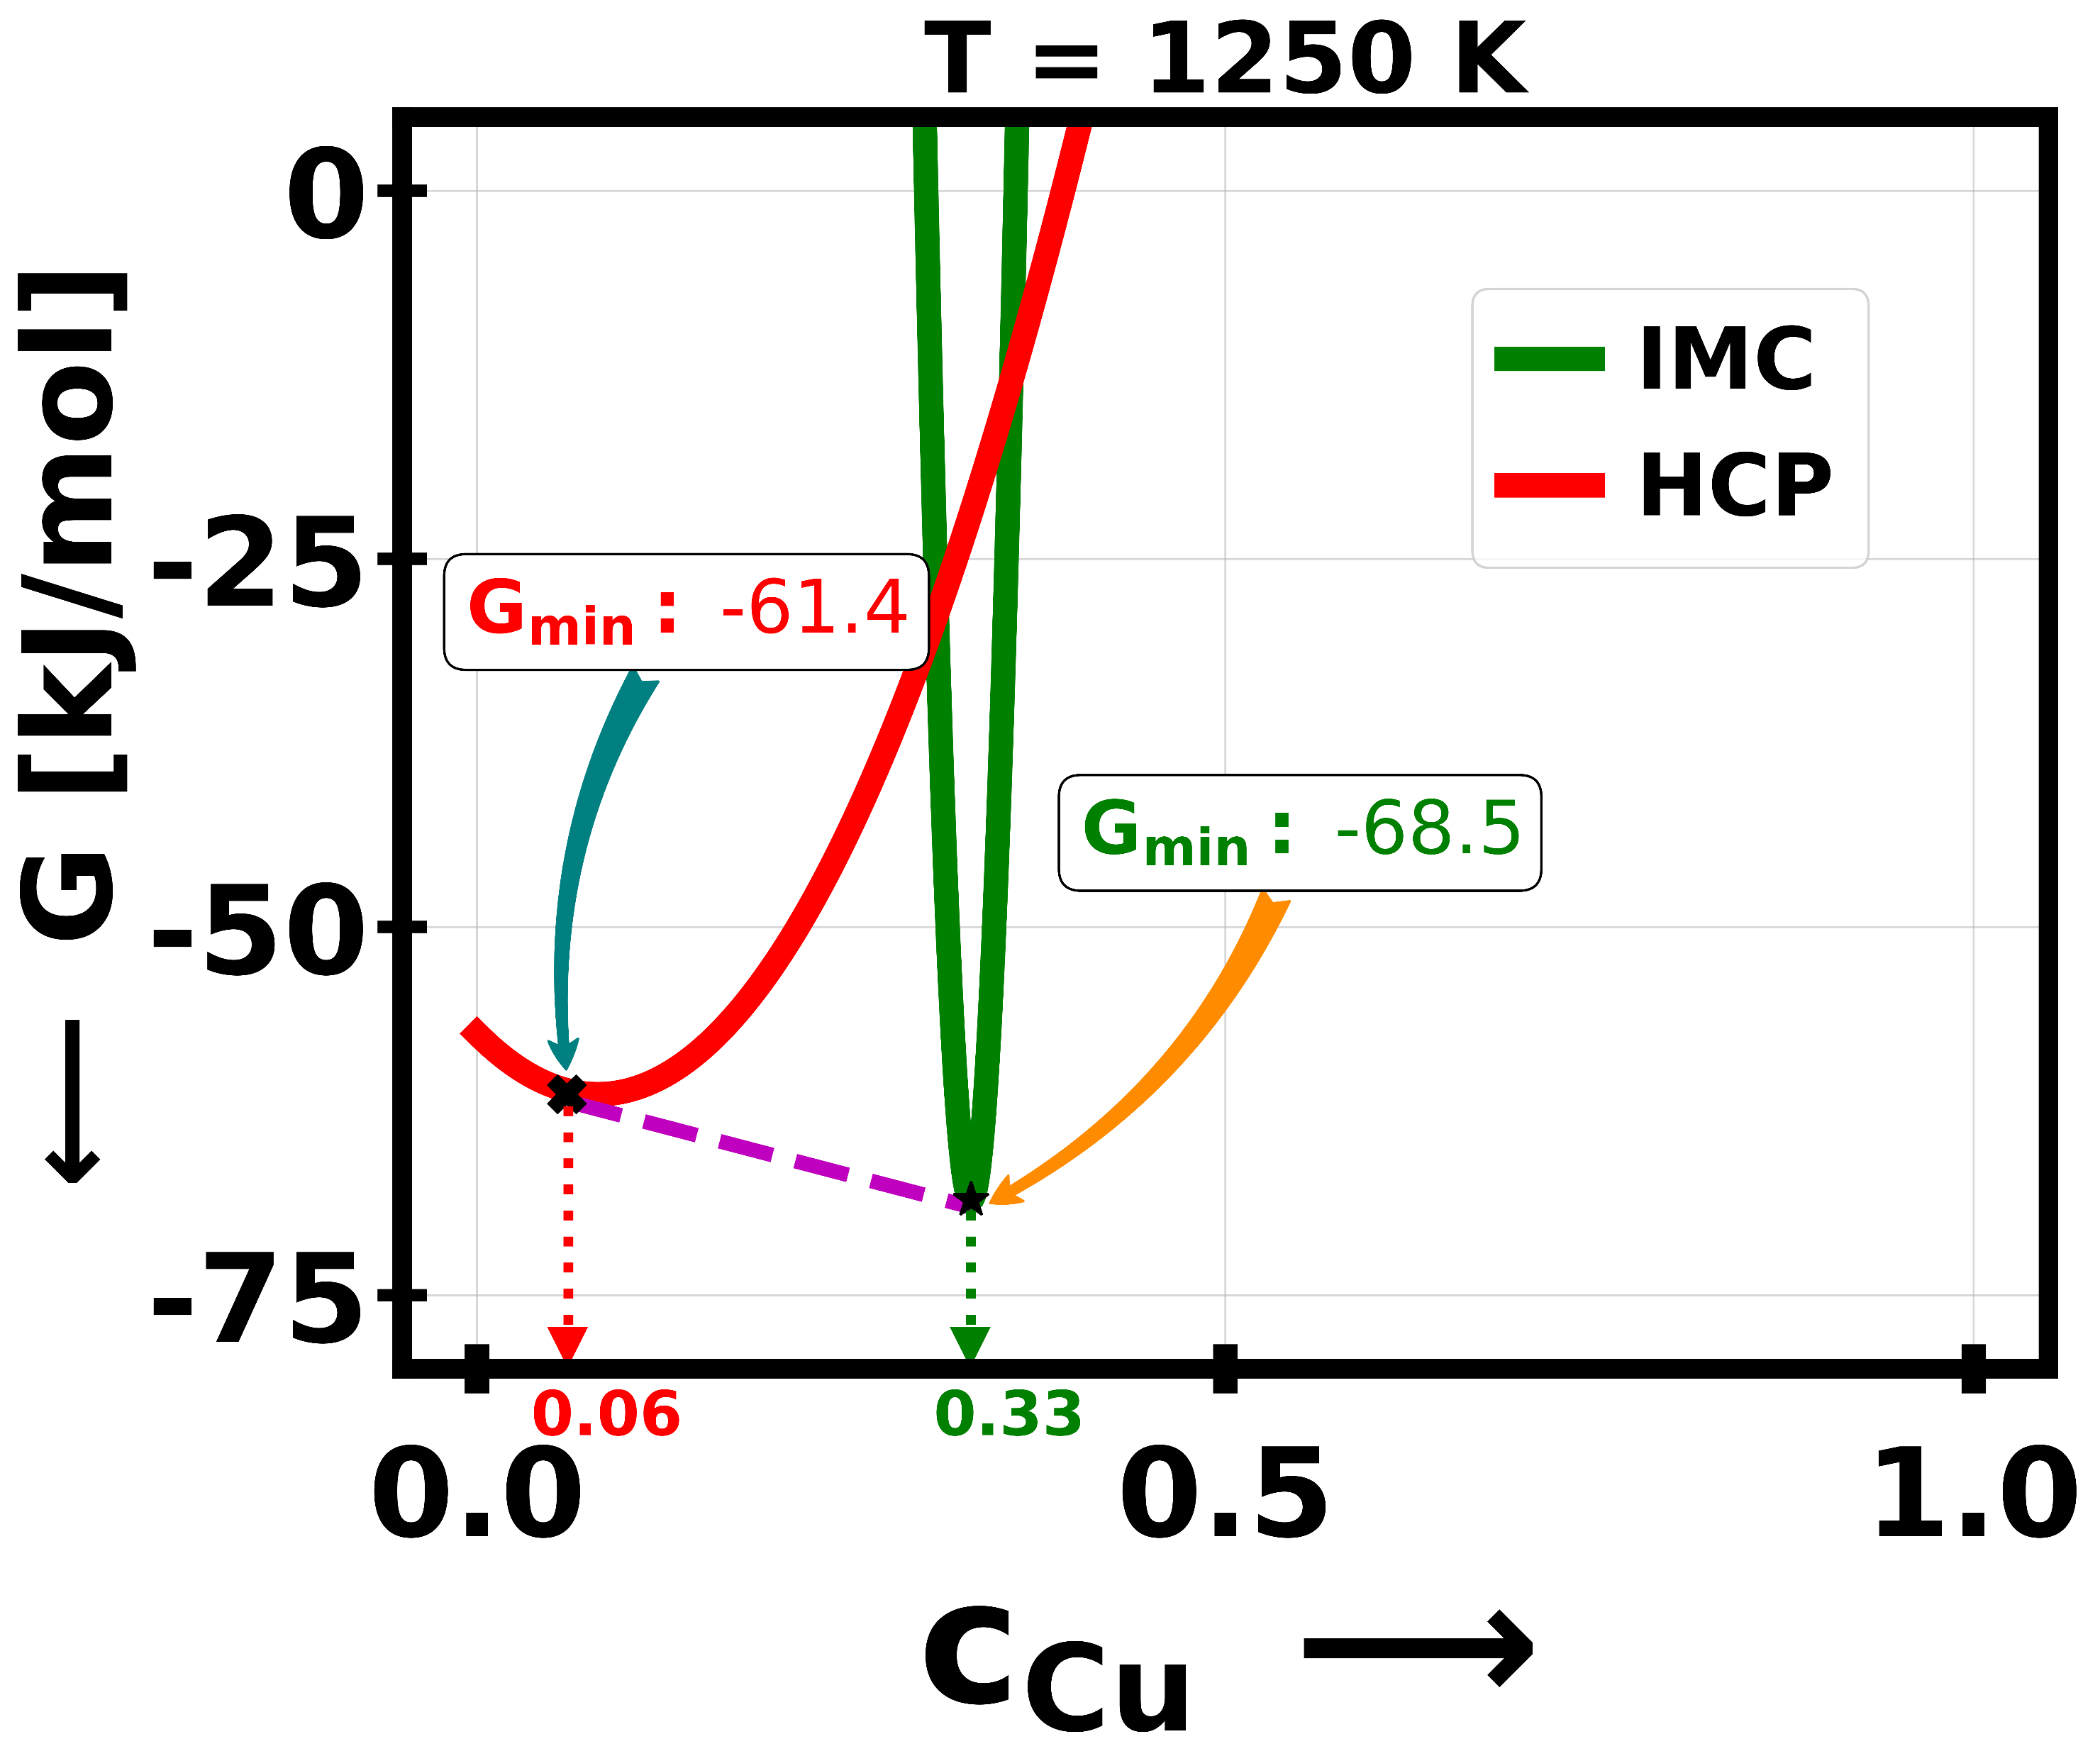 T = 1250 K
G [kJ/mol] ⟶
0
-25
-50
-75
IMC
HCP
Gmin : -61.4
Gmin : -68.5
0.06
0.33
0.0
0.5
1.0
cCu ⟶